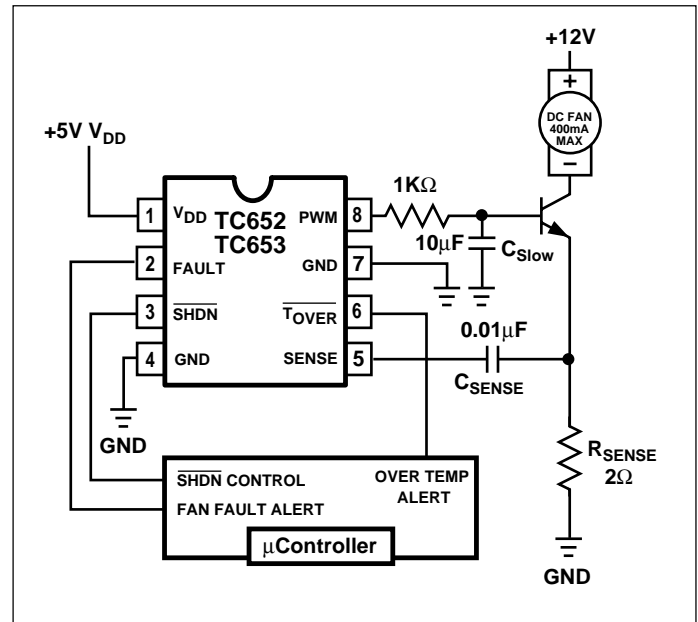 +12V
+
DC FAN
400mA
MAX
−
+5V VDD
1KΩ
1 VDD TC652 PWM 8
TC653
10μF CSlow
2 FAULT GND 7
3 SHDN TOVER 6
0.01μF
4 GND SENSE 5
CSENSE
GND
RSENSE
2Ω
SHDN CONTROL OVER TEMP
ALERT
FAN FAULT ALERT
μController
GND